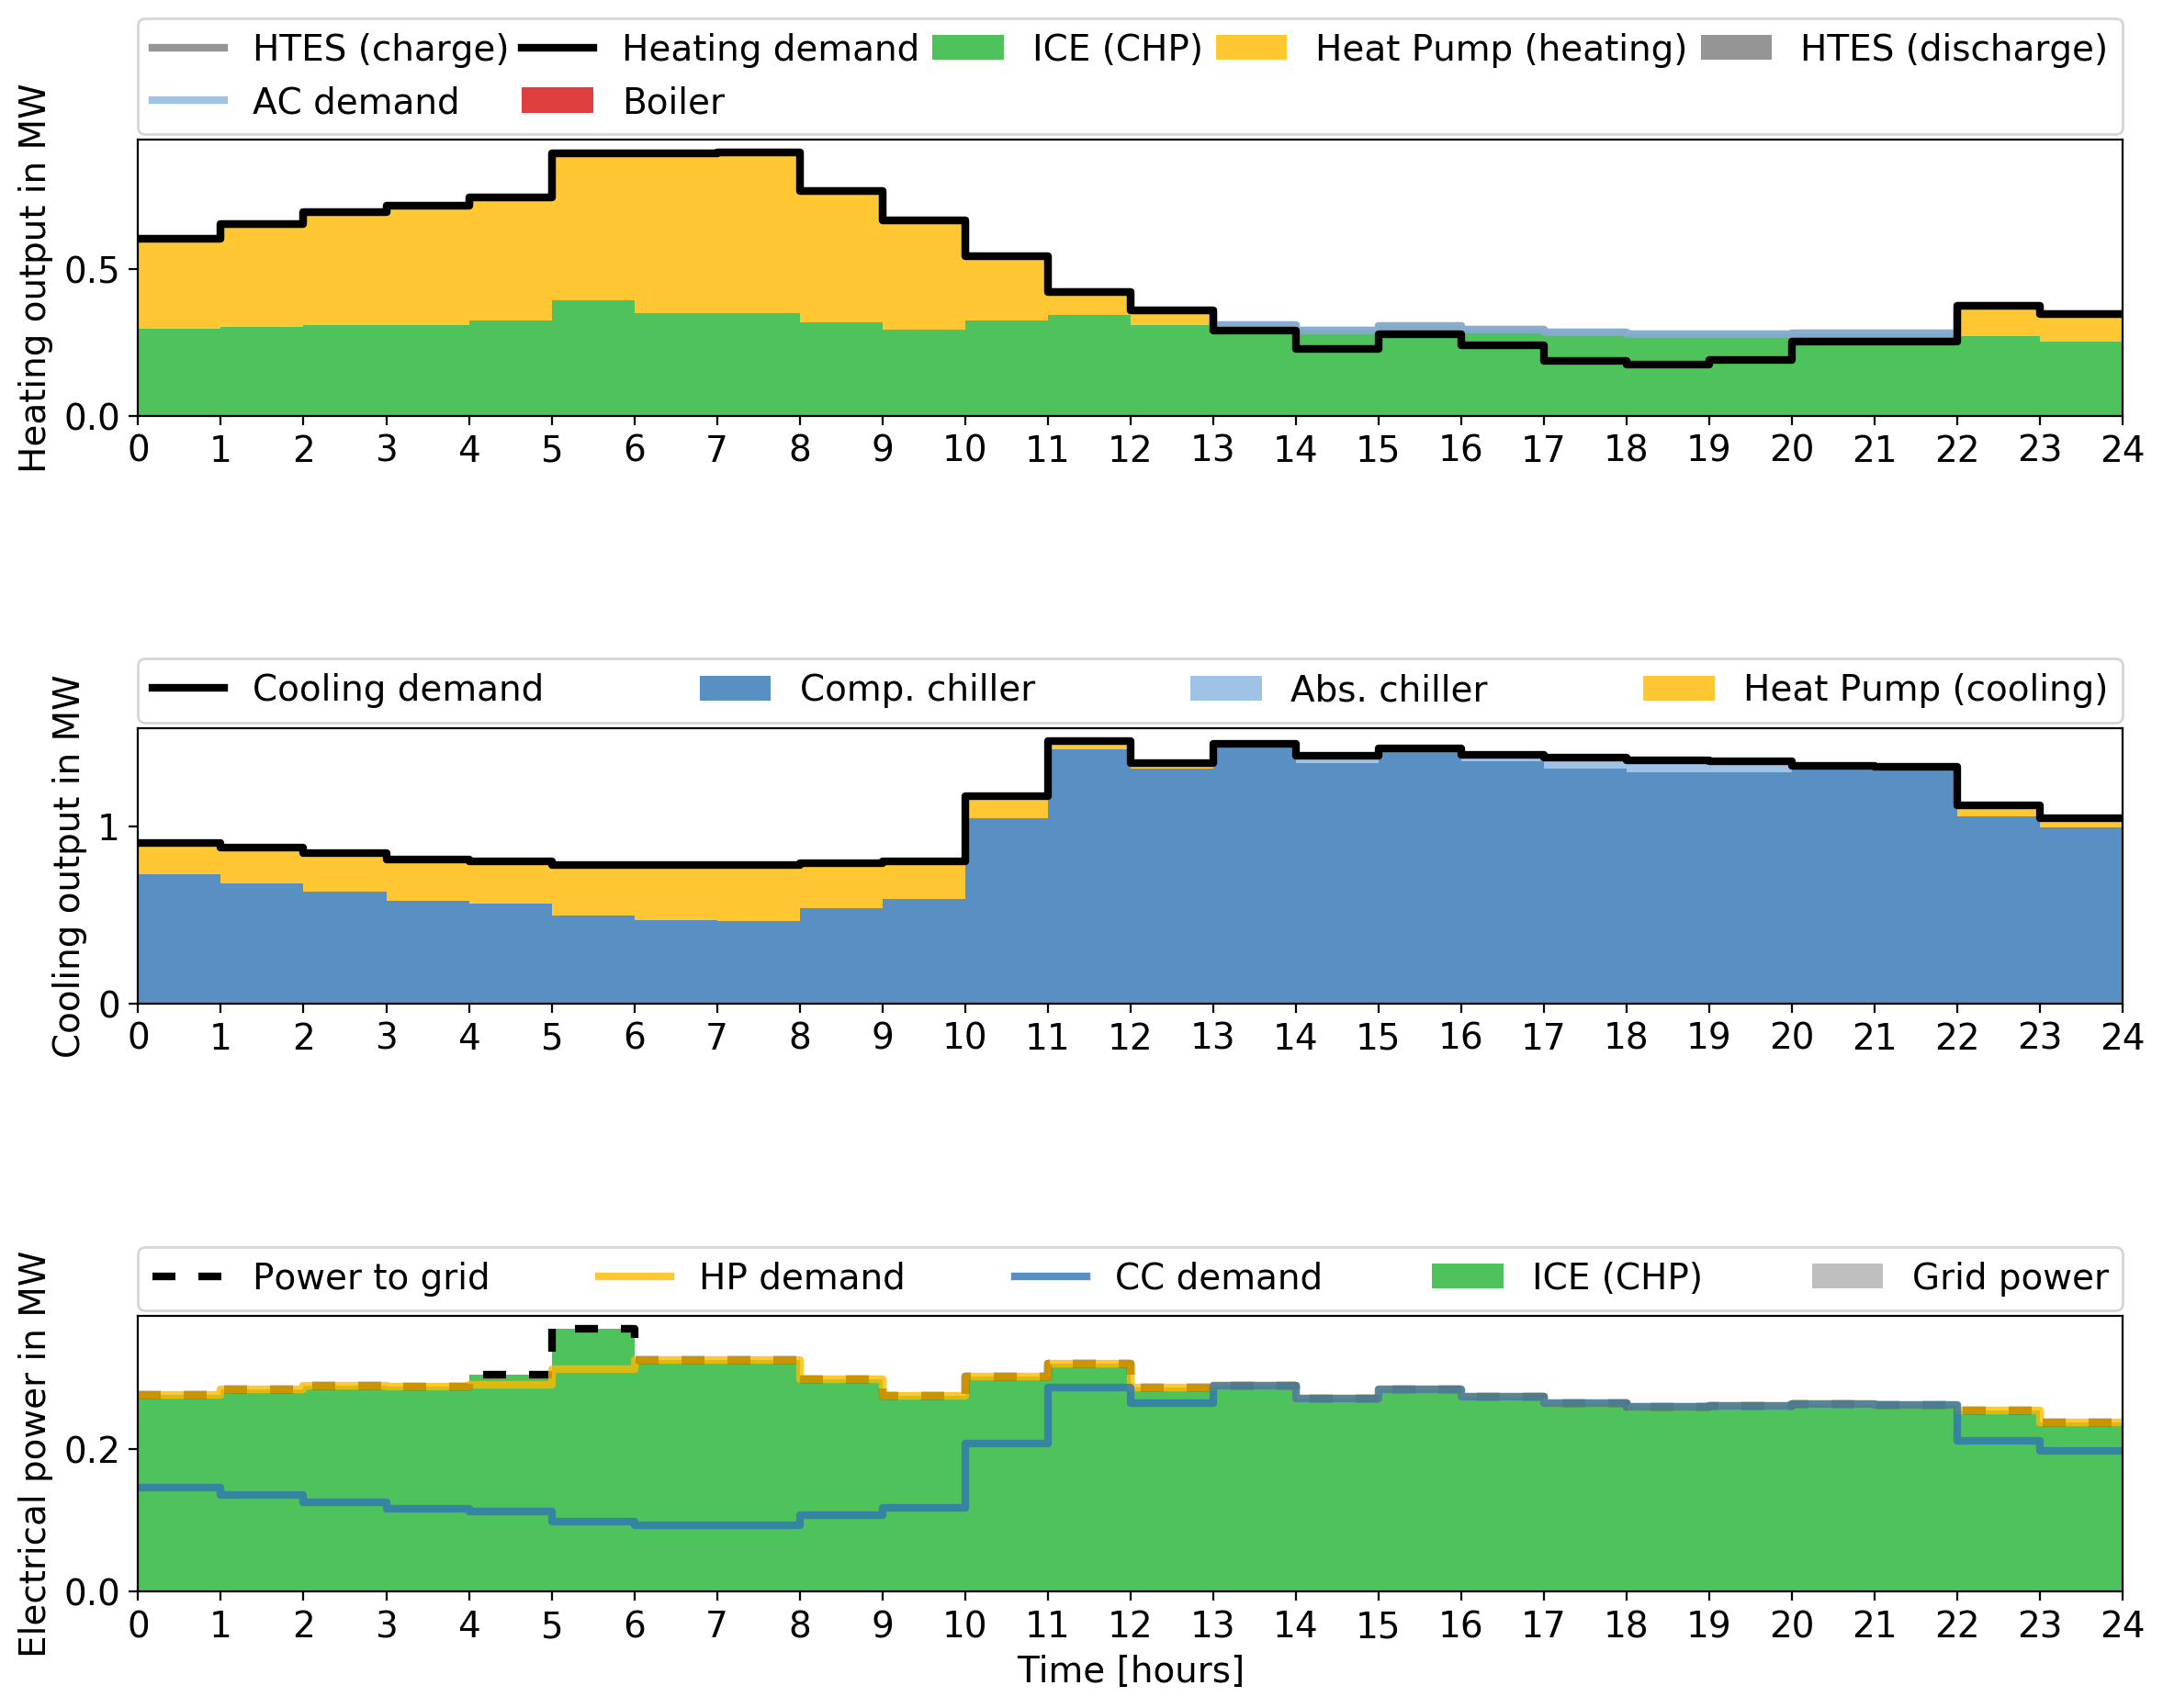 HTES (charge) Heating demand ICE (CHP) Heat Pump (heating) HTES (discharge)
AC demand Boiler
Heating output in MW
0.5
0.0
0 1 2 3 4 5 6 7 8 9 10 11 12 13 14 15 16 17 18 19 20 21 22 23 24
Cooling demand Comp. chiller Abs. chiller Heat Pump (cooling)
Cooling output in MW
1
0
0 1 2 3 4 5 6 7 8 9 10 11 12 13 14 15 16 17 18 19 20 21 22 23 24
Power to grid HP demand CC demand ICE (CHP) Grid power
Electrical power in MW
0.2
0.0
0 1 2 3 4 5 6 7 8 9 10 11 12 13 14 15 16 17 18 19 20 21 22 23 24
Time [hours]